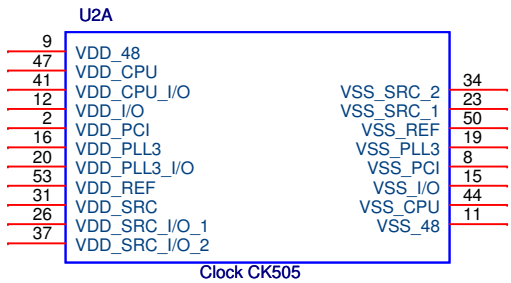 U2A
9 VDD_48
47 VDD_CPU
41 VDD_CPU_I/O VSS_SRC_2 34
12 VDD_I/O VSS_SRC_1 23
2 VDD_PCI VSS_REF 50
16 VDD_PLL3 VSS_PLL3 19
20 VDD_PLL3_I/O VSS_PCI 8
53 VDD_REF VSS_I/O 15
31 VDD_SRC VSS_CPU 44
26 VDD_SRC_I/O_1 VSS_48 11
37 VDD_SRC_I/O_2
Clock CK505